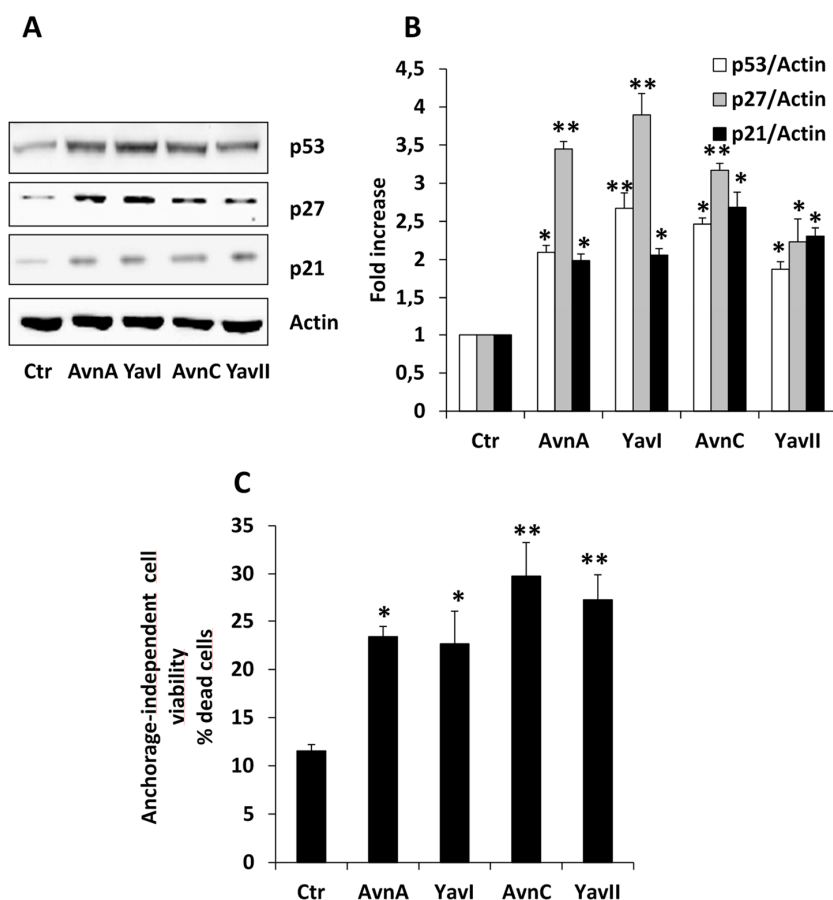 A
p53
p27
p21
Actin
Ctr AvnA YavI AvnC YavII
B
p53/Actin
p27/Actin
p21/Actin
Fold increase
4,5
4
3,5
3
2,5
2
1,5
1
0,5
0
** ** ** ** * * * * * * * *
Ctr AvnA YavI AvnC YavII
C
Anchorage-independent cell
viability
% dead cells
35
30
25
20
15
10
5
0
* * ** **
Ctr AvnA YavI AvnC YavII